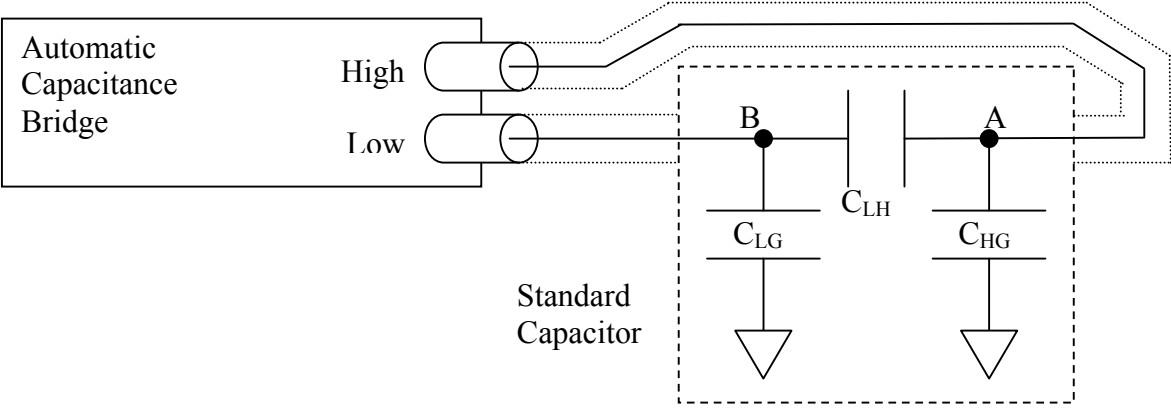 Automatic
Capacitance
Bridge
High
Low
B
A
C_LH
C_LG
C_HG
Standard
Capacitor